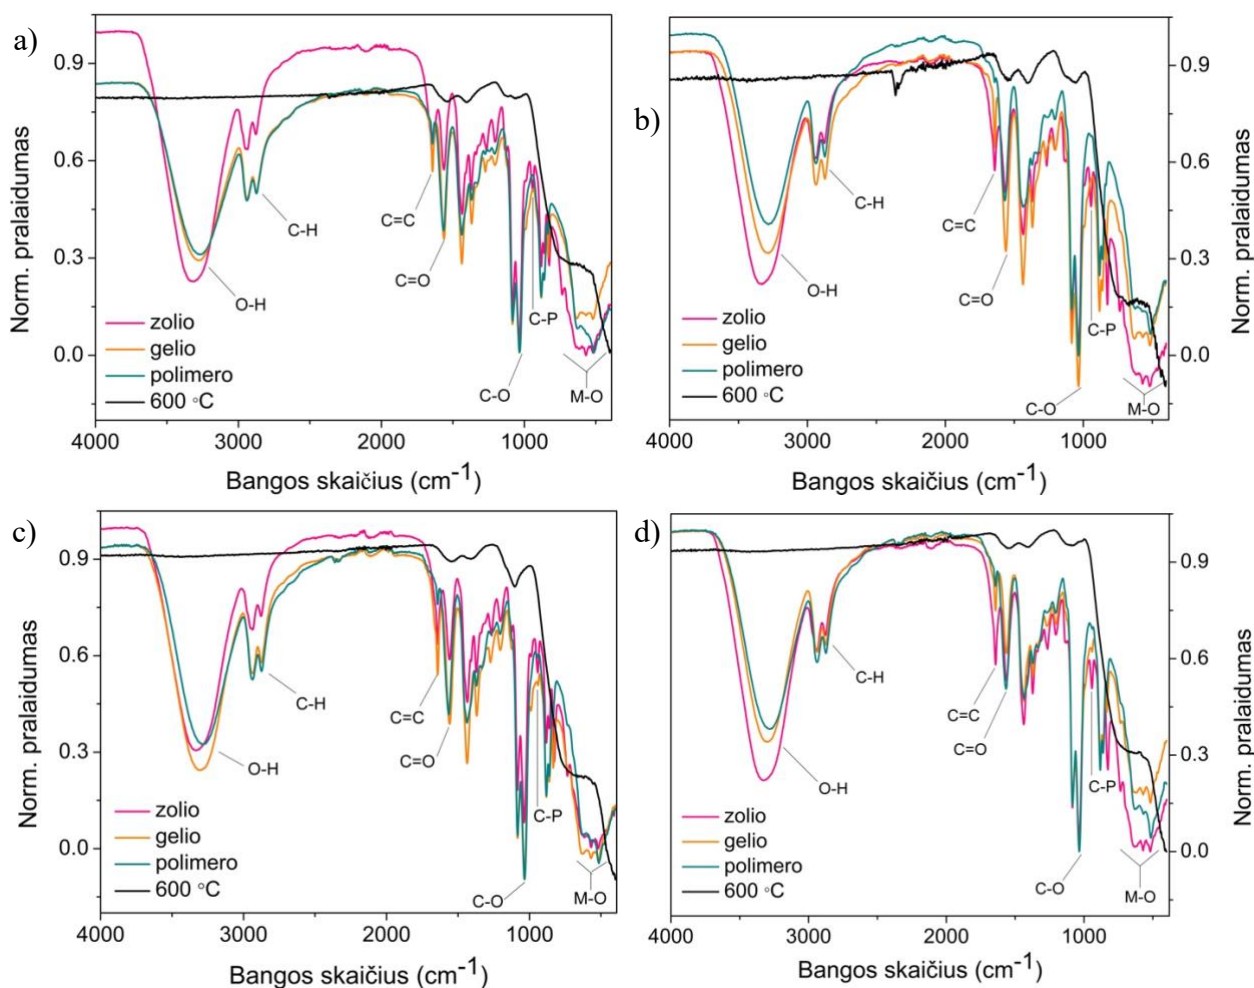 a)
Norm. pralaidumas
0.9
0.6
0.3
0.0
O-H
C-H
C=C
C=O
C-P
C-O
M-O
zolio
gelio
polimero
600 °C
4000
3000
2000
1000
Bangos skaičius (cm⁻¹)
b)
O-H
C-H
C=C
C=O
C-P
C-O
M-O
zolio
gelio
polimero
600 °C
0.9
0.6
0.3
0.0
Norm. pralaidumas
4000
3000
2000
1000
Bangos skaičius (cm⁻¹)
c)
Norm. pralaidumas
0.9
0.6
0.3
0.0
O-H
C-H
C=C
C=O
C-P
C-O
M-O
zolio
gelio
polimero
600 °C
4000
3000
2000
1000
Bangos skaičius (cm⁻¹)
d)
O-H
C-H
C=C
C=O
C-P
C-O
M-O
zolio
gelio
polimero
600 °C
0.9
0.6
0.3
0.0
Norm. pralaidumas
4000
3000
2000
1000
Bangos skaičius (cm⁻¹)